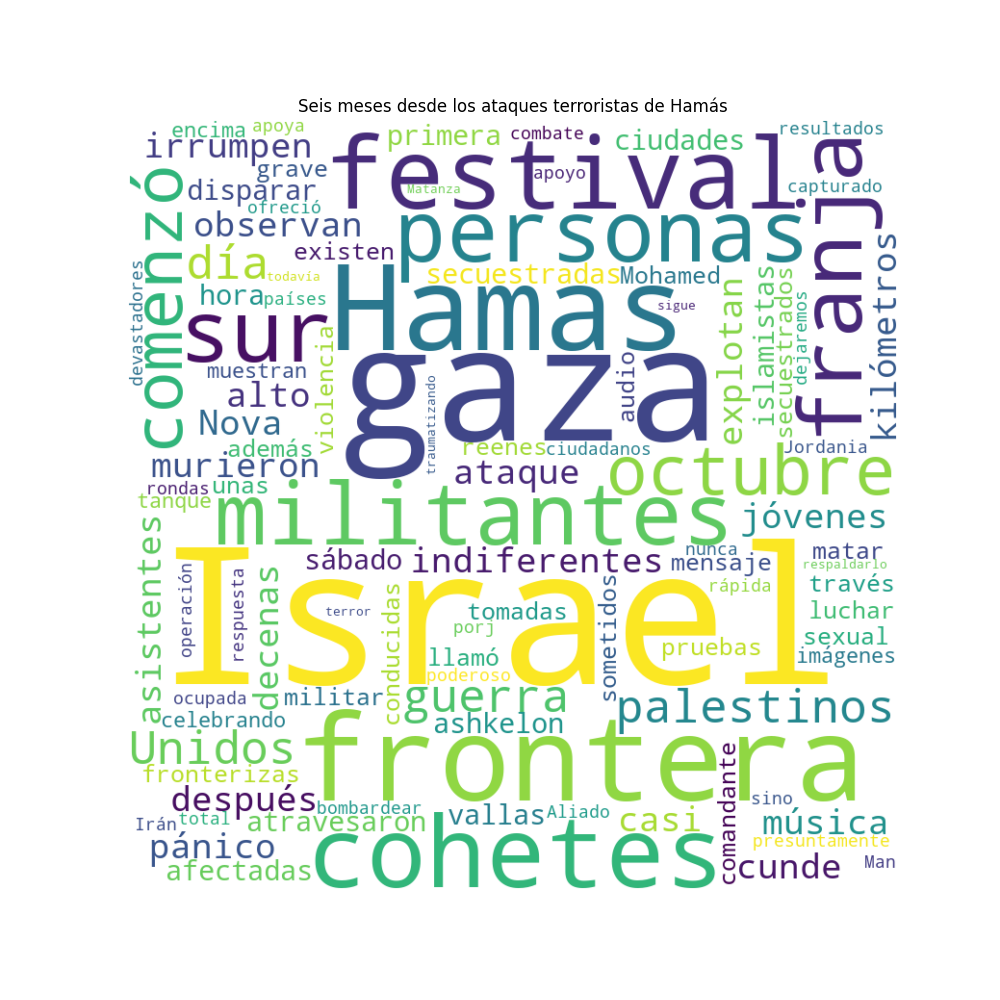 Seis meses desde los ataques terroristas de Hamás
encima
apoya
primera
combate
ciudades
resultados
irrumpen
festival
franja
grave
apoyo
disparar
Matanza
capturado
comenzó
ofreció
observan
personas
existen
día
todavía
secuestradas
Mohamed
kilómetros
devastadores
hora
países
Hamas
sigue
explotan
islamistas
secuestrados
dejaremos
sur
gaza
muestran
violencia
traumatizando
audio
alto
Nova
además
reenes
ciudadanos
Jordania
murieron
ataque
octubre
rondas
unas
tanque
militantes
jóvenes
asistentes
sábado
indiferentes
nunca
mensaje
matar
respaldarlo
Israel
operación
respuesta
decenas
terror
conducidas
tomadas
porj
sometidos
rápida
través
luchar
sexual
imágenes
llamó
pruebas
poderoso
ocupada
militar
guerra
palestinos
celebrando
ashkelon
Unidos
frontera
fronterizas
después
bombardear
vallas
Aliado
casi
comandante
sino
música
Irán
total
atravesaron
cohetes
presuntamente
pánico
afectadas
cunde
Man